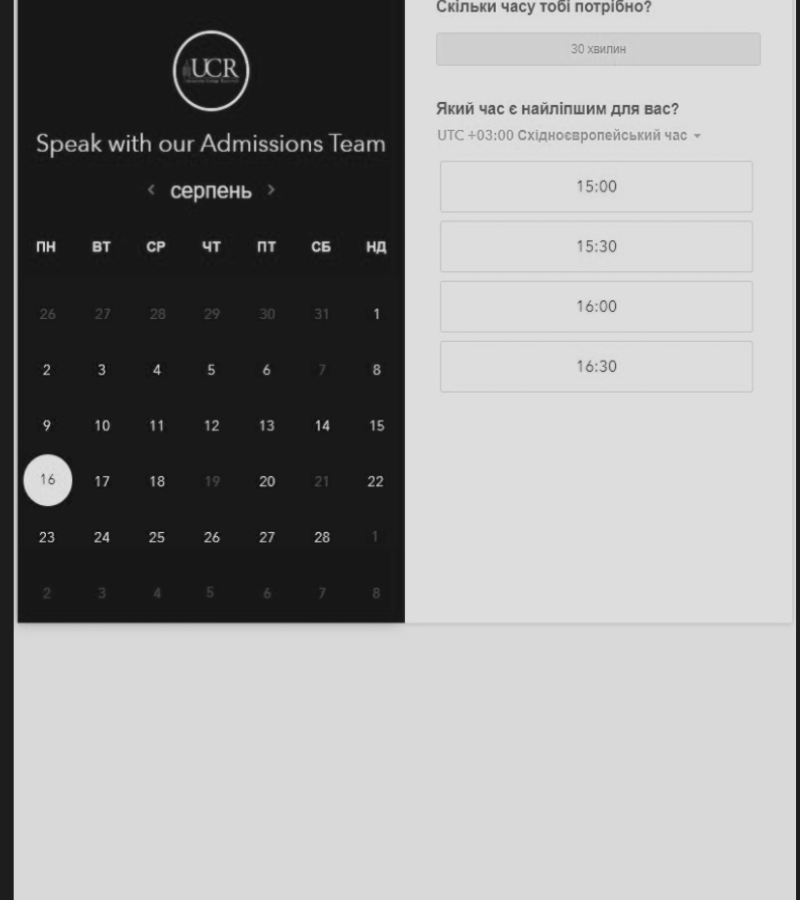 UCR
Speak with our Admissions Team
< серпень >
ПН ВТ СР ЧТ ПТ СБ НД
26 27 28 29 30 31 1
2 3 4 5 6 7 8
9 10 11 12 13 14 15
16 17 18 19 20 21 22
23 24 25 26 27 28 1
2 3 4 5 6 7 8
Скільки часу тобі потрібно?
30 хвилин
Який час є найліпшим для вас?
UTC +03:00 Східноєвропейський час
15:00
15:30
16:00
16:30